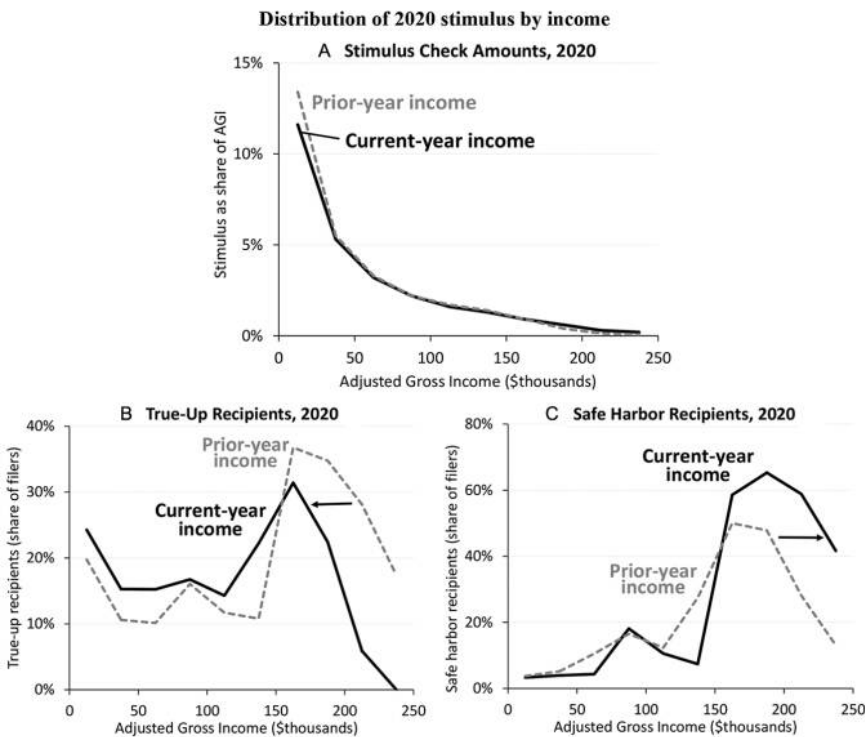 Distribution of 2020 stimulus by income
A Stimulus Check Amounts, 2020
15%
10%
5%
0%
Stimulus as share of AGI
Prior-year income
Current-year income
0 50 100 150 200 250
Adjusted Gross Income ($thousands)
B True-Up Recipients, 2020
40%
30%
20%
10%
0%
True-up recipients (share of filers)
Prior-year
income
Current-year
income
0 50 100 150 200 250
Adjusted Gross Income ($thousands)
C Safe Harbor Recipients, 2020
80%
60%
40%
20%
0%
Safe harbor recipients (share of filers)
Current-year
income
Prior-year
income
0 50 100 150 200 250
Adjusted Gross Income ($thousands)